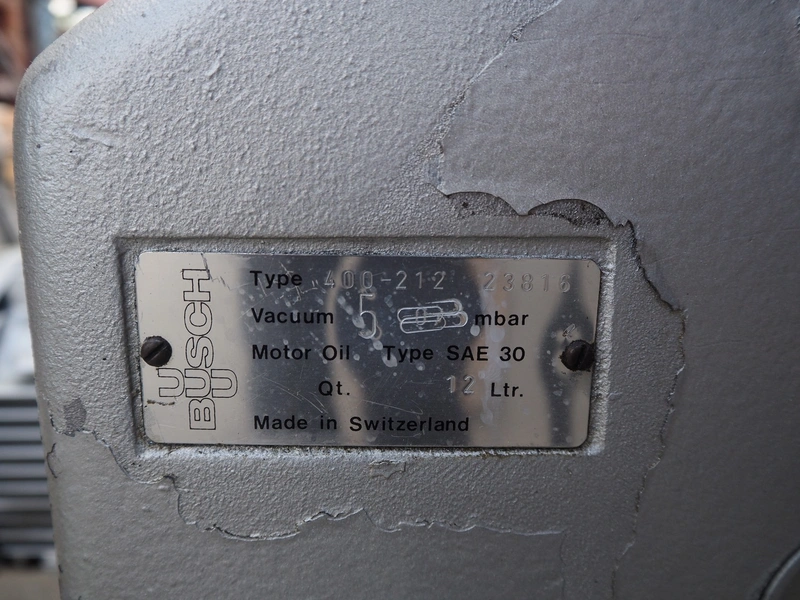 BUSCH
Type 400-212 23816
Vacuum 5 mbar
Motor Oil Type SAE 30
Qt. 12 Ltr.
Made in Switzerland